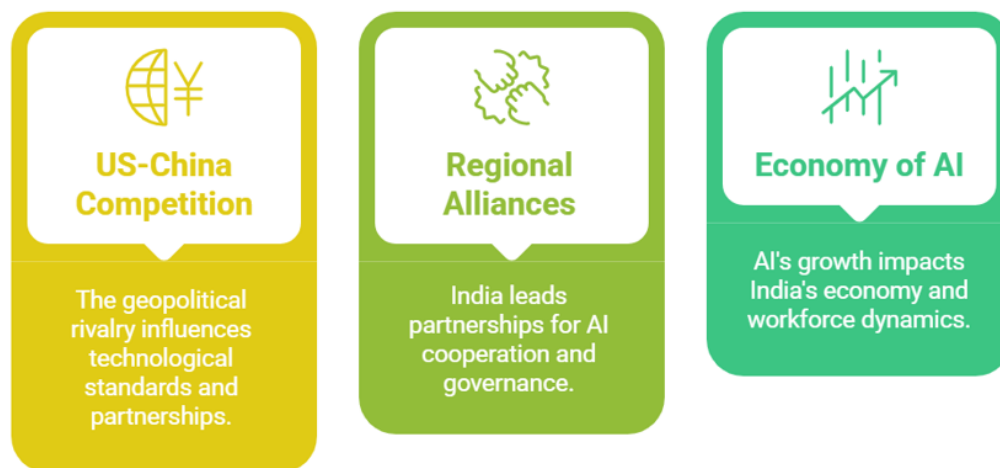 US-China
Competition
The geopolitical
rivalry influences
technological
standards and
partnerships.
Regional
Alliances
India leads
partnerships for AI
cooperation and
governance.
Economy of AI
AI's growth impacts
India's economy and
workforce dynamics.